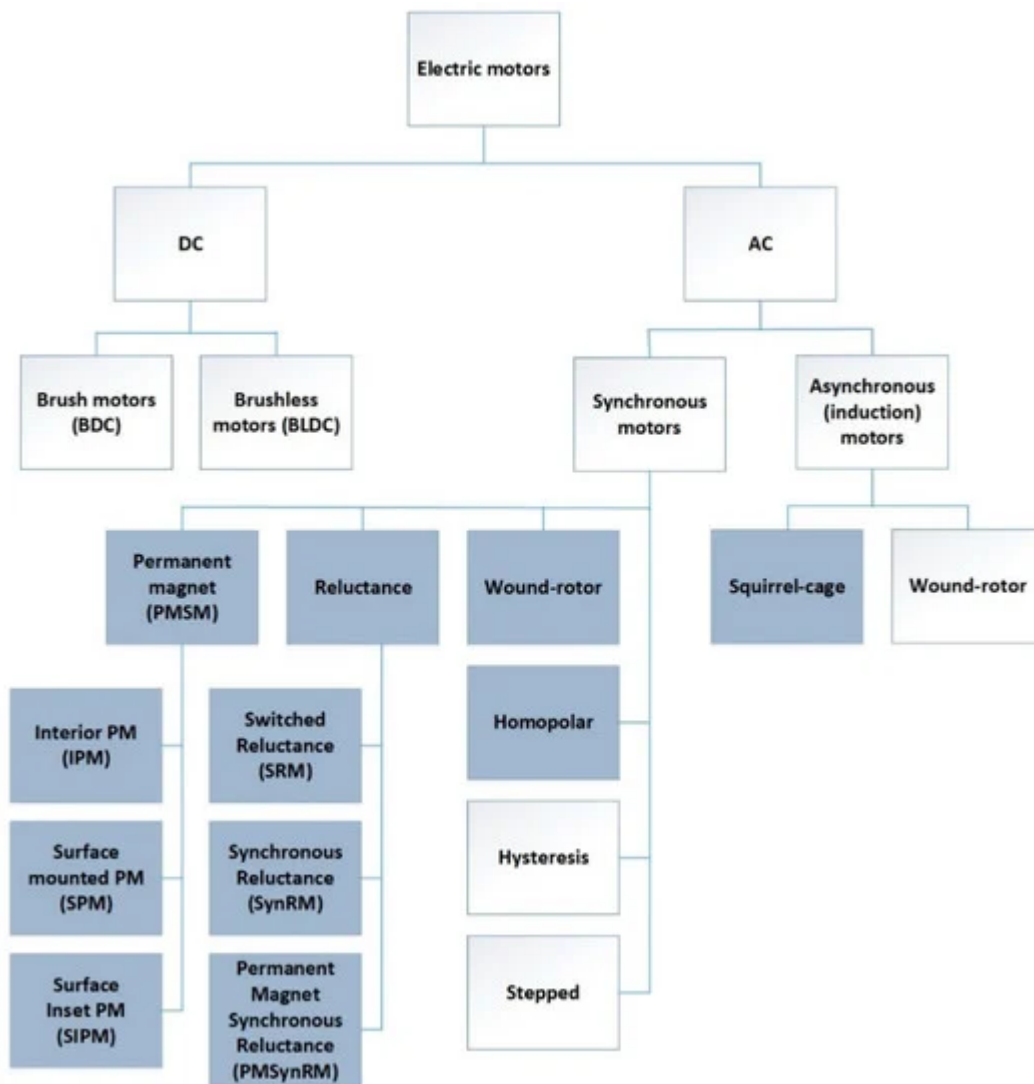 Electric motors
DC
AC
Brush motors
(BDC)
Brushless
motors (BLDC)
Synchronous
motors
Asynchronous
(induction)
motors
Permanent
magnet
(PMSM)
Reluctance
Wound-rotor
Squirrel-cage
Wound-rotor
Interior PM
(IPM)
Switched
Reluctance
(SRM)
Homopolar
Surface
mounted PM
(SPM)
Synchronous
Reluctance
(SynRM)
Hysteresis
Surface
Inset PM
(SIPM)
Permanent
Magnet
Synchronous
Reluctance
(PMSynRM)
Stepped